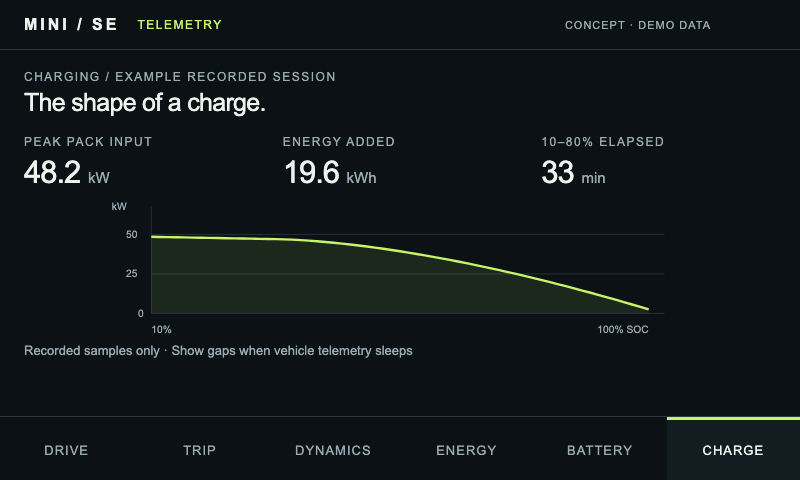 MINI / SE TELEMETRY CONCEPT · DEMO DATA
CHARGING / EXAMPLE RECORDED SESSION
The shape of a charge.
PEAK PACK INPUT ENERGY ADDED 10–80% ELAPSED
48.2 kW 19.6 kWh 33 min
kW
50
25
0
10% 100% SOC
Recorded samples only · Show gaps when vehicle telemetry sleeps
DRIVE TRIP DYNAMICS ENERGY BATTERY CHARGE